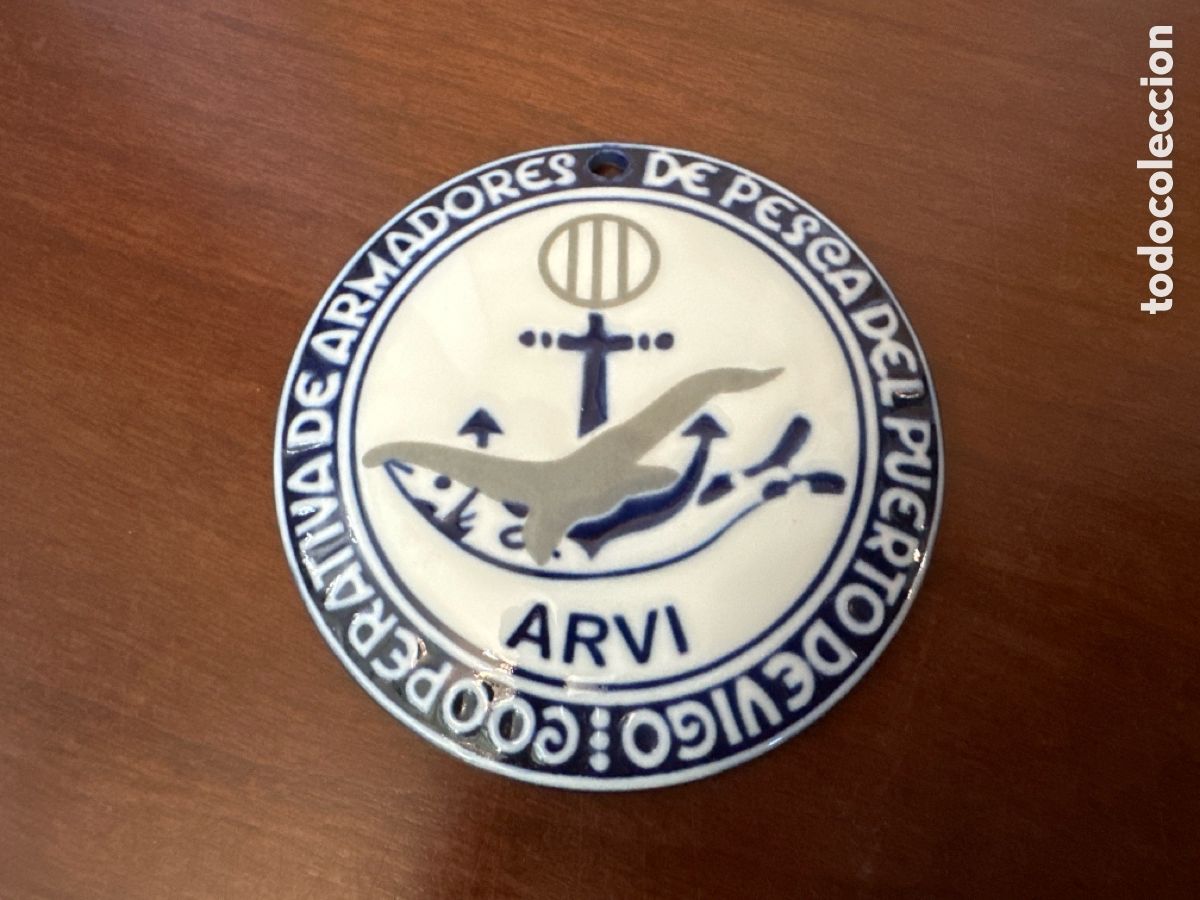 COOPERATIVA DE ARMADORES DE PESCA DEL PUERTO DE VIGO
ARVI
todocoleccion